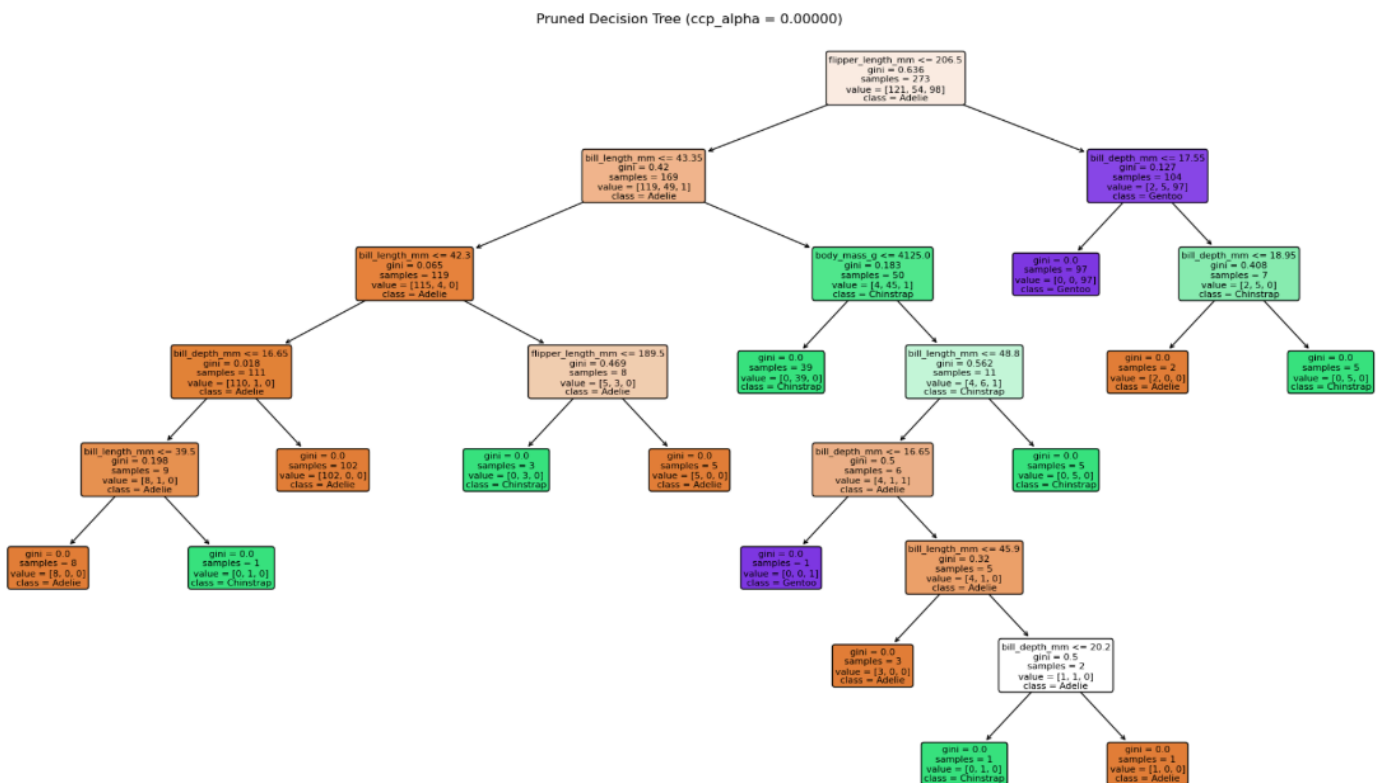 Pruned Decision Tree (ccp_alpha = 0.00000)
flipper_length_mm <= 206.5
gini = 0.636
samples = 273
value = [121, 54, 98]
class = Adelie
bill_length_mm <= 43.35
gini = 0.42
samples = 169
value = [119, 49, 1]
class = Adelie
bill_depth_mm <= 17.55
gini = 0.127
samples = 104
value = [2, 5, 97]
class = Gentoo
bill_length_mm <= 42.3
gini = 0.065
samples = 119
value = [115, 4, 0]
class = Adelie
body_mass_g <= 4125.0
gini = 0.183
samples = 50
value = [4, 45, 1]
class = Chinstrap
gini = 0.0
samples = 97
value = [0, 0, 97]
class = Gentoo
bill_depth_mm <= 18.95
gini = 0.408
samples = 7
value = [2, 5, 0]
class = Chinstrap
bill_depth_mm <= 16.65
gini = 0.018
samples = 111
value = [110, 1, 0]
class = Adelie
flipper_length_mm <= 189.5
gini = 0.469
samples = 8
value = [5, 3, 0]
class = Adelie
gini = 0.0
samples = 39
value = [0, 39, 0]
class = Chinstrap
bill_length_mm <= 48.8
gini = 0.562
samples = 11
value = [4, 6, 1]
class = Chinstrap
gini = 0.0
samples = 2
value = [2, 0, 0]
class = Adelie
gini = 0.0
samples = 5
value = [0, 5, 0]
class = Chinstrap
bill_length_mm <= 39.5
gini = 0.198
samples = 9
value = [8, 1, 0]
class = Adelie
gini = 0.0
samples = 102
value = [102, 0, 0]
class = Adelie
gini = 0.0
samples = 3
value = [0, 3, 0]
class = Chinstrap
gini = 0.0
samples = 5
value = [5, 0, 0]
class = Adelie
bill_depth_mm <= 16.65
gini = 0.5
samples = 6
value = [4, 1, 1]
class = Adelie
gini = 0.0
samples = 5
value = [0, 5, 0]
class = Chinstrap
gini = 0.0
samples = 8
value = [8, 0, 0]
class = Adelie
gini = 0.0
samples = 1
value = [0, 1, 0]
class = Chinstrap
gini = 0.0
samples = 1
value = [0, 0, 1]
class = Gentoo
bill_length_mm <= 45.9
gini = 0.32
samples = 5
value = [4, 1, 0]
class = Adelie
gini = 0.0
samples = 3
value = [3, 0, 0]
class = Adelie
bill_depth_mm <= 20.2
gini = 0.5
samples = 2
value = [1, 1, 0]
class = Adelie
gini = 0.0
samples = 1
value = [0, 1, 0]
class = Chinstrap
gini = 0.0
samples = 1
value = [1, 0, 0]
class = Adelie